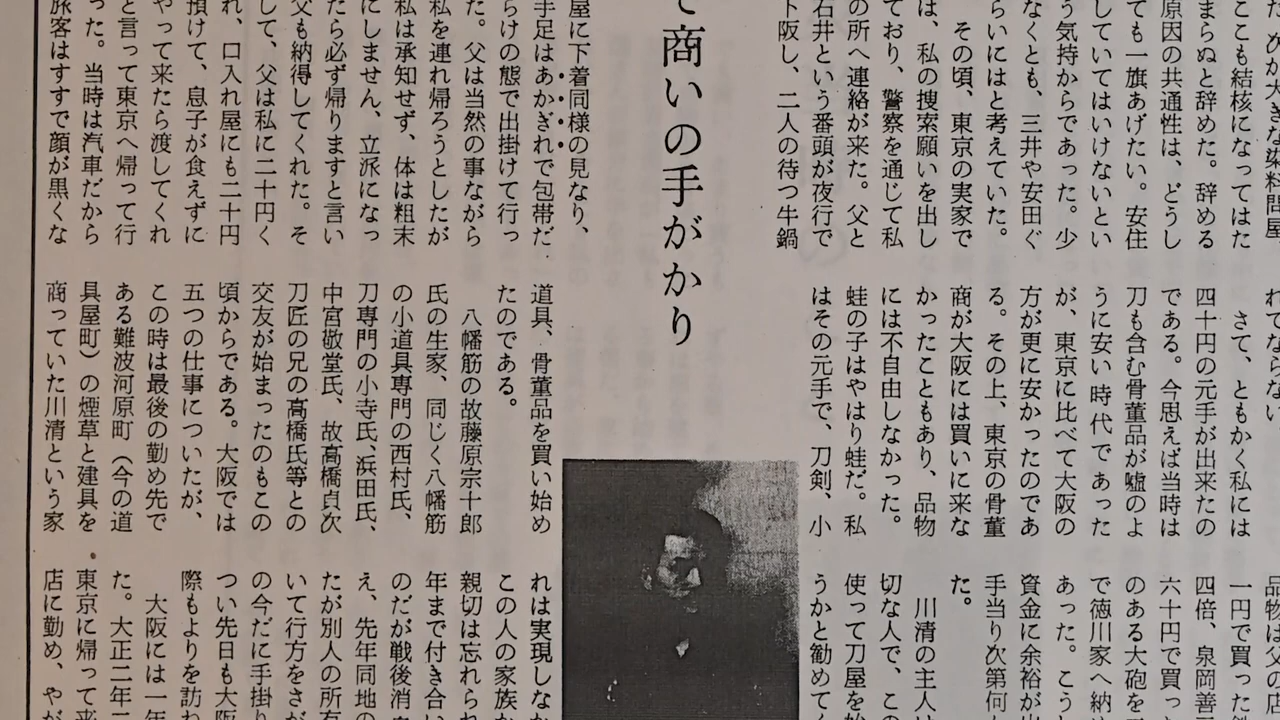 た。次が大きな染料問屋
ここも結核になってはた
まらぬと辞めた。辞める
原因の共通性は、どうし
ても一旗あげたい。安住
していてはいけないとい
う気持からであった。少
なくとも、三井や安田ぐ
らいにはと考えていた。
その頃、東京の実家で
は、私の捜索願いを出し
ており、警察を通じて私
の所へ連絡が来た。父と
石井という番頭が夜行で
下阪し、二人の待つ牛鍋
て商いの手がかり
屋に下着同様の見なり、
手足はあかぎれで包帯だ
らけの態で出掛けて行っ
た。父は当然の事ながら
私を連れ帰ろうとしたが
私は承知せず、体は粗末
にしません、立派になっ
たら必ず帰りますと言い
父も納得してくれた。そ
して、父は私に二十円く
れ、口入れ屋にも二十円
預けて、息子が食えずに
やって来たら渡してくれ
と言って東京へ帰って行
った。当時は汽車だから
旅客はすすで顔が黒くな
れてならない
さて、ともかく私には
四十円の元手が出来たの
である。今思えば当時は
刀も含む骨董品が嘘のよ
うに安い時代であった
が、東京に比べて大阪の
方が更に安かったのであ
る。その上、東京の骨董
商が大阪には買いに来な
かったこともあり、品物
には不自由しなかった。
蛙の子はやはり蛙だ。私
はその元手で、刀剣、小
道具、骨董品を買い始め
たのである。
八幡筋の故藤原宗十郎
氏の生家、同じく八幡筋
の小道具専門の西村氏、
刀専門の小寺氏、浜田氏、
中宮敬堂氏、故高橋貞次
刀匠の兄の高橋氏等との
交友が始まったのもこの
頃からである。大阪では
五つの仕事についたが、
この時は最後の勤め先で
ある難波河原町（今の道
具屋町）の煙草と建具を
商っていた川清という家
品物は父の店
一円で買った
四倍、泉岡善
六十円で買っ
のある大砲を
で徳川家へ納
あった。こう
資金に余裕が出
手当り次第何
た。
川清の主人は
切な人で、この
使って刀屋を始
うかと勧めてく
れは実現しなか
この人の家族か
親切は忘れられ
年まで付き合い
のだが戦後消
え、先年同地の
たが別人の所有
いて行方をさが
の今だに手掛り
つい先日も大阪
際もよりを訪ね
大阪には一年
た。大正二年二
東京に帰って来
店に勤め、やが